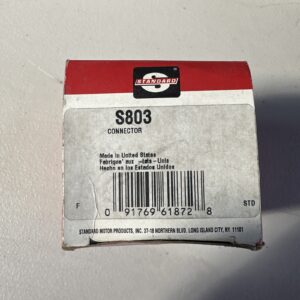 STANDARD
S803
CONNECTOR
Made in United States
Fabriqué aux États - Unis
Hecho en los Estados Unidos
F
0 91769 61872 8
STD
STANDARD MOTOR PRODUCTS, INC. 37-18 NORTHERN BLVD. LONG ISLAND CITY, NY 11101